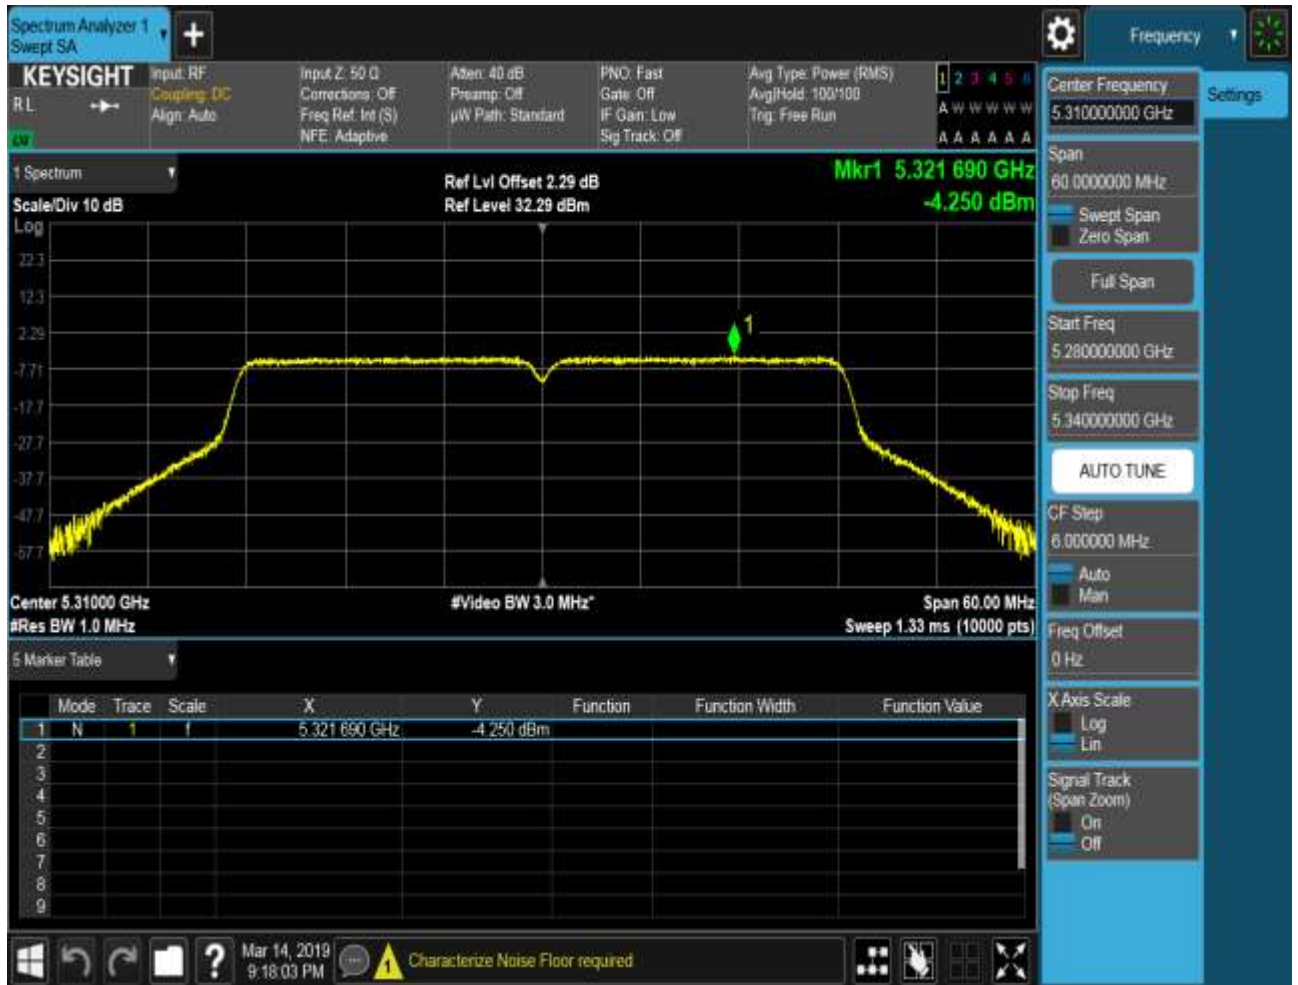 Spectrum Analyzer 1
Swept SA
Frequency
KEYSIGHT
RL
Input: RF
Coupling: DC
Align: Auto
Input Z: 50 Ω
Corrections: Off
Freq Ref: Int (S)
NFE: Adaptive
Atten: 40 dB
Preamp: Off
µW Path: Standard
PNO: Fast
Gate: Off
IF Gain: Low
Sig Track: Off
Avg Type: Power (RMS)
Avg|Hold: 100/100
Trig: Free Run
1 2 3 4 5 6
A W W W W W
A A A A A A
1 Spectrum
Scale/Div 10 dB
Log
Ref Lvl Offset 2.29 dB
Ref Level 32.29 dBm
Mkr1 5.321 690 GHz
-4.250 dBm
22.3
12.3
2.29
-7.71
-17.7
-27.7
-37.7
-47.7
-57.7
1
Center 5.31000 GHz
#Res BW 1.0 MHz
#Video BW 3.0 MHz*
Span 60.00 MHz
Sweep 1.33 ms (10000 pts)
5 Marker Table
Mode Trace Scale X Y Function Function Width Function Value
1 N 1 f 5.321 690 GHz -4.250 dBm
2
3
4
5
6
7
8
9
Mar 14, 2019
9:18:03 PM
Characterize Noise Floor required
Center Frequency
5.310000000 GHz
Settings
Span
60.0000000 MHz
Swept Span
Zero Span
Full Span
Start Freq
5.280000000 GHz
Stop Freq
5.340000000 GHz
AUTO TUNE
CF Step
6.000000 MHz
Auto
Man
Freq Offset
0 Hz
X Axis Scale
Log
Lin
Signal Track
(Span Zoom)
On
Off